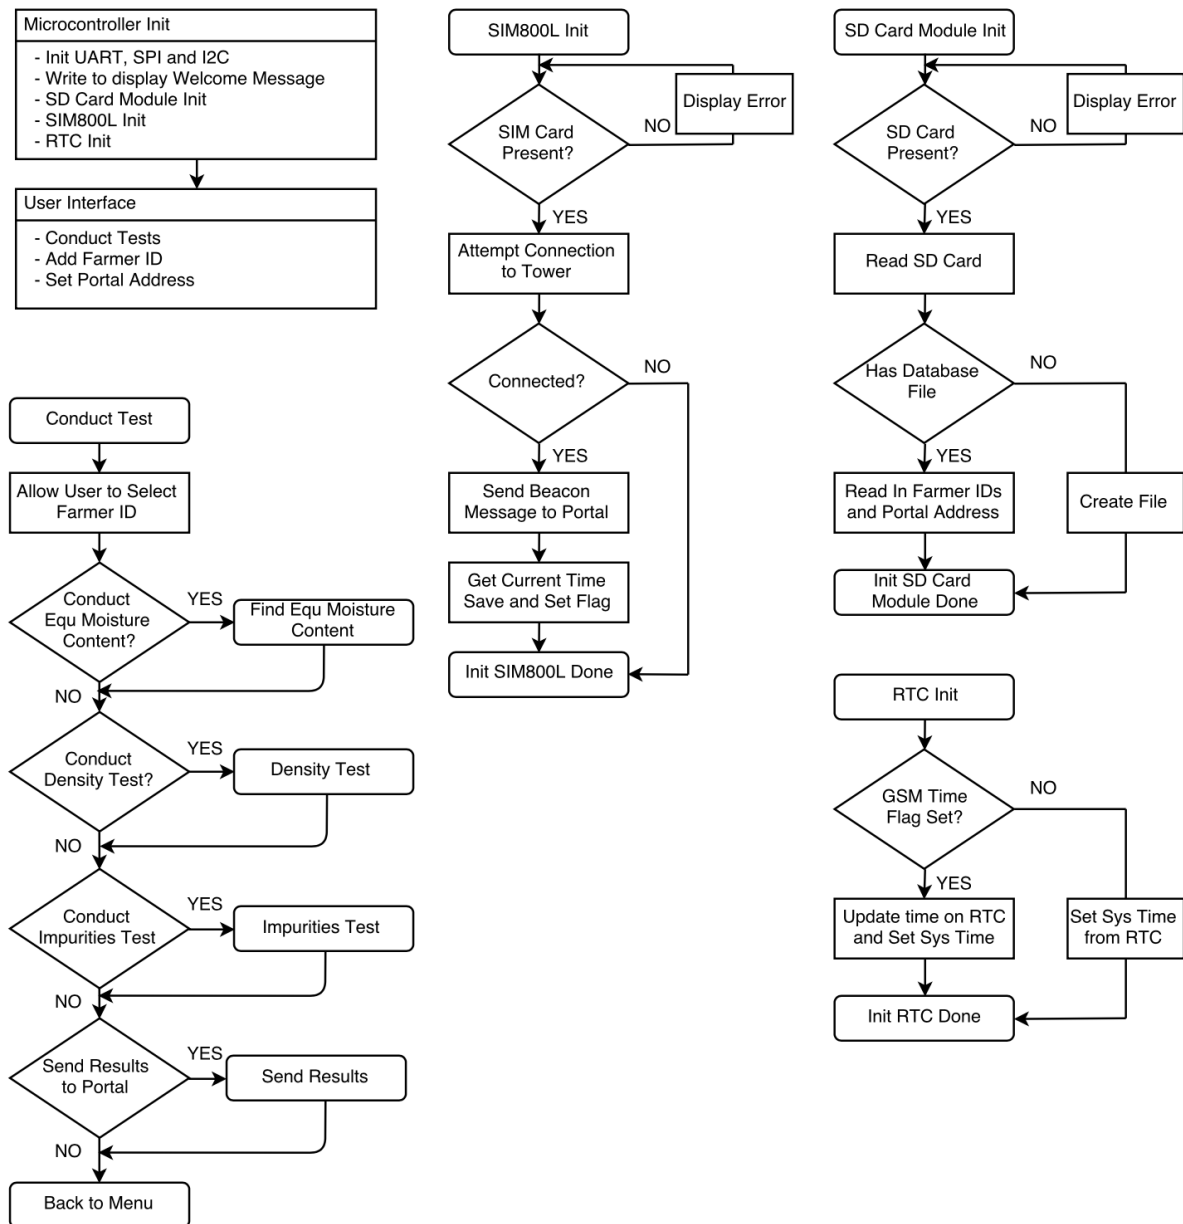 Microcontroller Init
- Init UART, SPI and I2C
- Write to display Welcome Message
- SD Card Module Init
- SIM800L Init
- RTC Init
User Interface
- Conduct Tests
- Add Farmer ID
- Set Portal Address
Conduct Test
Allow User to Select
Farmer ID
Conduct
Equ Moisture
Content?
YES
Find Equ Moisture
Content
NO
Conduct
Density Test?
YES
Density Test
NO
Conduct
Impurities Test
YES
Impurities Test
NO
Send Results
to Portal
YES
Send Results
NO
Back to Menu
SIM800L Init
Display Error
SIM Card
Present?
NO
YES
Attempt Connection
to Tower
Connected?
NO
YES
Send Beacon
Message to Portal
Get Current Time
Save and Set Flag
Init SIM800L Done
SD Card Module Init
Display Error
SD Card
Present?
NO
YES
Read SD Card
Has Database
File
NO
YES
Read In Farmer IDs
and Portal Address
Create File
Init SD Card
Module Done
RTC Init
GSM Time
Flag Set?
NO
YES
Update time on RTC
and Set Sys Time
Set Sys Time
from RTC
Init RTC Done